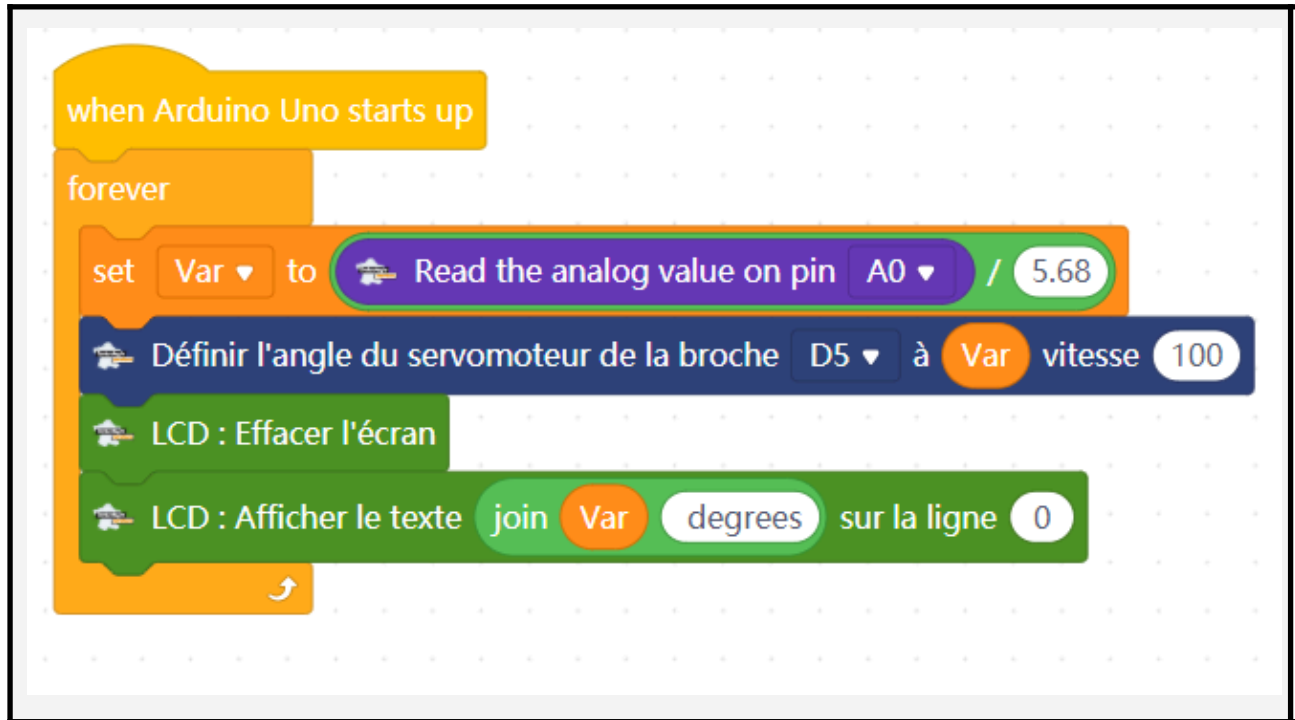 when Arduino Uno starts up
forever
set Var to Read the analog value on pin A0 / 5.68
Définir l'angle du servomoteur de la broche D5 à Var vitesse 100
LCD : Effacer l'écran
LCD : Afficher le texte join Var degrees sur la ligne 0